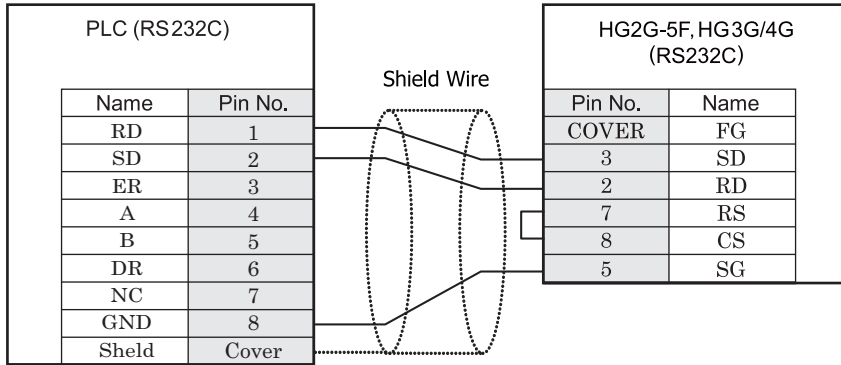 PLC (RS232C)
Name Pin No.
RD 1
SD 2
ER 3
A 4
B 5
DR 6
NC 7
GND 8
Sheld Cover
Shield Wire
HG2G-5F, HG3G/4G
(RS232C)
Pin No. Name
COVER FG
3 SD
2 RD
7 RS
8 CS
5 SG